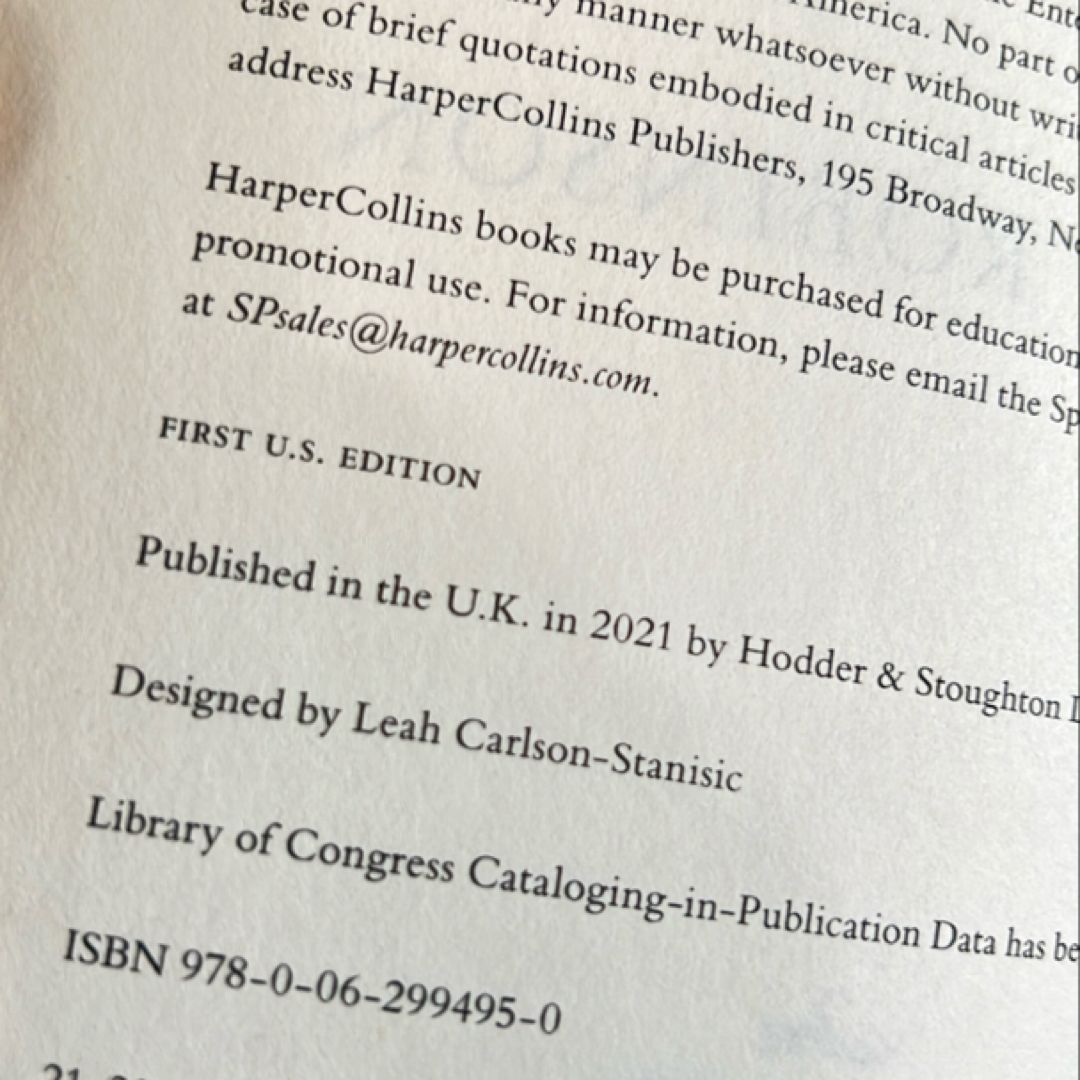 America. No part
manner whatsoever without
case of brief quotations embodied in critical articles
address HarperCollins Publishers, 195 Broadway,
HarperCollins books may be purchased for education
promotional use. For information, please email the Sp
at SPsales@harpercollins.com.
FIRST U.S. EDITION
Published in the U.K. in 2021 by Hodder & Stoughton
Designed by Leah Carlson-Stanisic
Library of Congress Cataloging-in-Publication Data has be
ISBN 978-0-06-299495-0
21